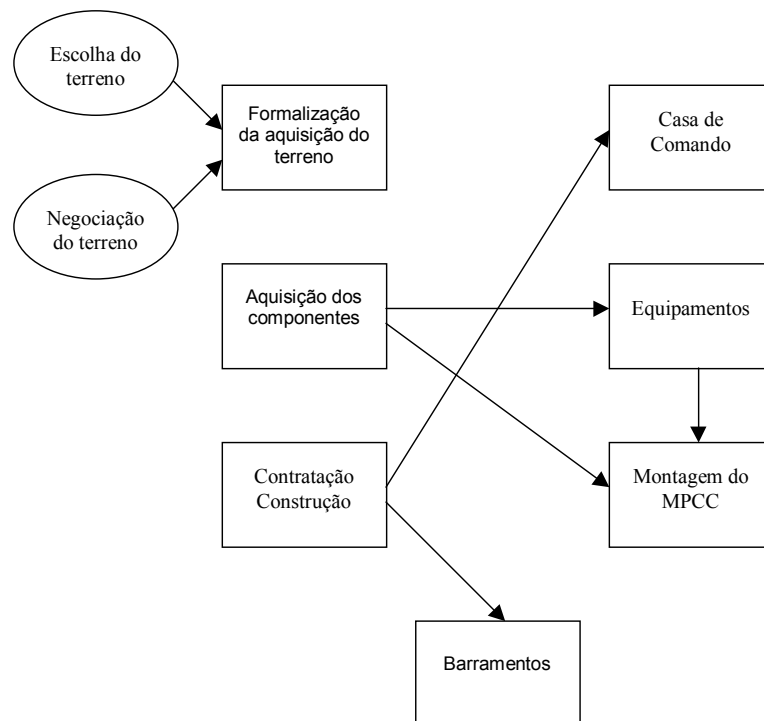 Escolha do
terreno
Formalização
da aquisição do
terreno
Casa de
Comando
Negociação
do terreno
Aquisição dos
componentes
Equipamentos
Contratação
Construção
Montagem do
MPCC
Barramentos